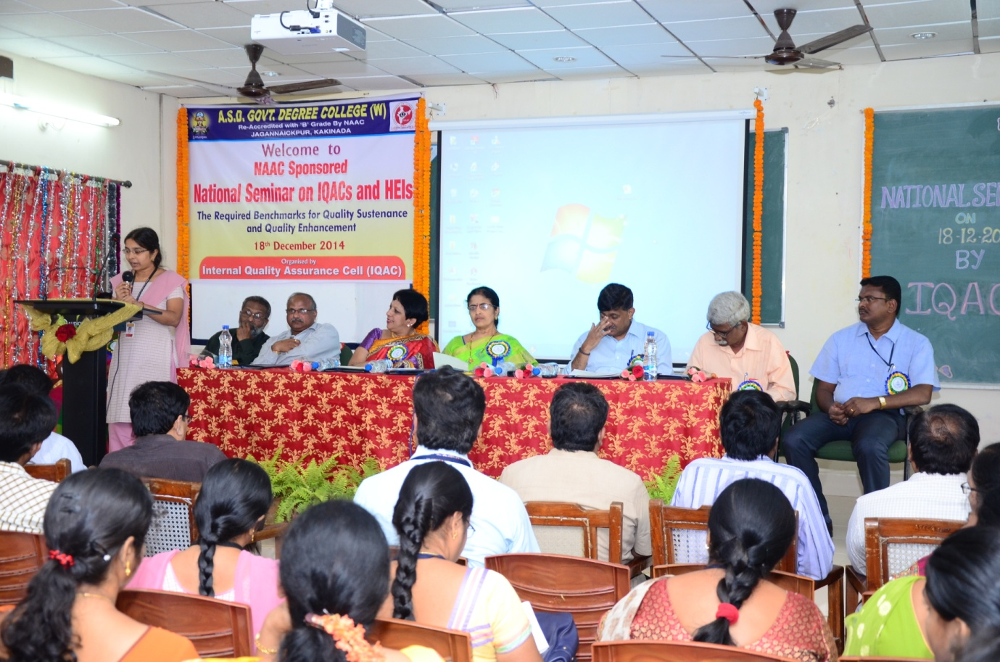 A.S.D. GOVT. DEGREE COLLEGE (W)
Re-Accredited with 'B' Grade By NAAC
JAGANNAICKPUR, KAKINADA
Welcome to
NAAC Sponsored
National Seminar on IQACs and HEIs
The Required Benchmarks for Quality Sustenance
and Quality Enhancement
18th December 2014
Organised by
Internal Quality Assurance Cell (IQAC)
NATIONAL SE
ON
18-12-20
BY
IQAC